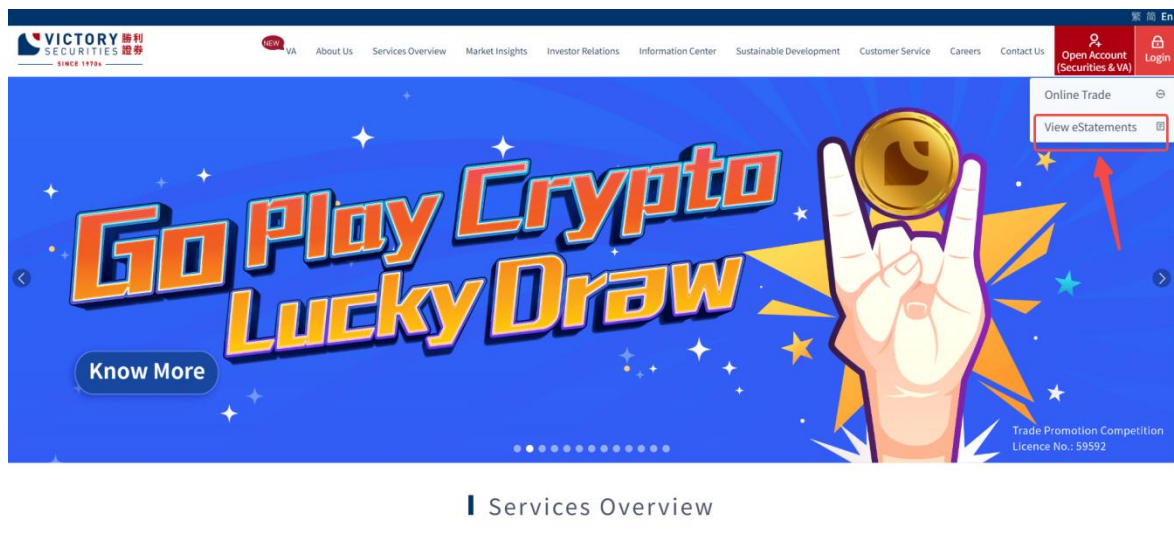 繁 简 En
VICTORY 勝利
SECURITIES 證券
SINCE 1970s
NEW
VA
About Us
Services Overview
Market Insights
Investor Relations
Information Center
Sustainable Development
Customer Service
Careers
Contact Us
Open Account
(Securities & VA)
Login
Online Trade
View eStatements
Go Play Crypto
Lucky Draw
Know More
Trade Promotion Competition
Licence No.: 59592
Services Overview